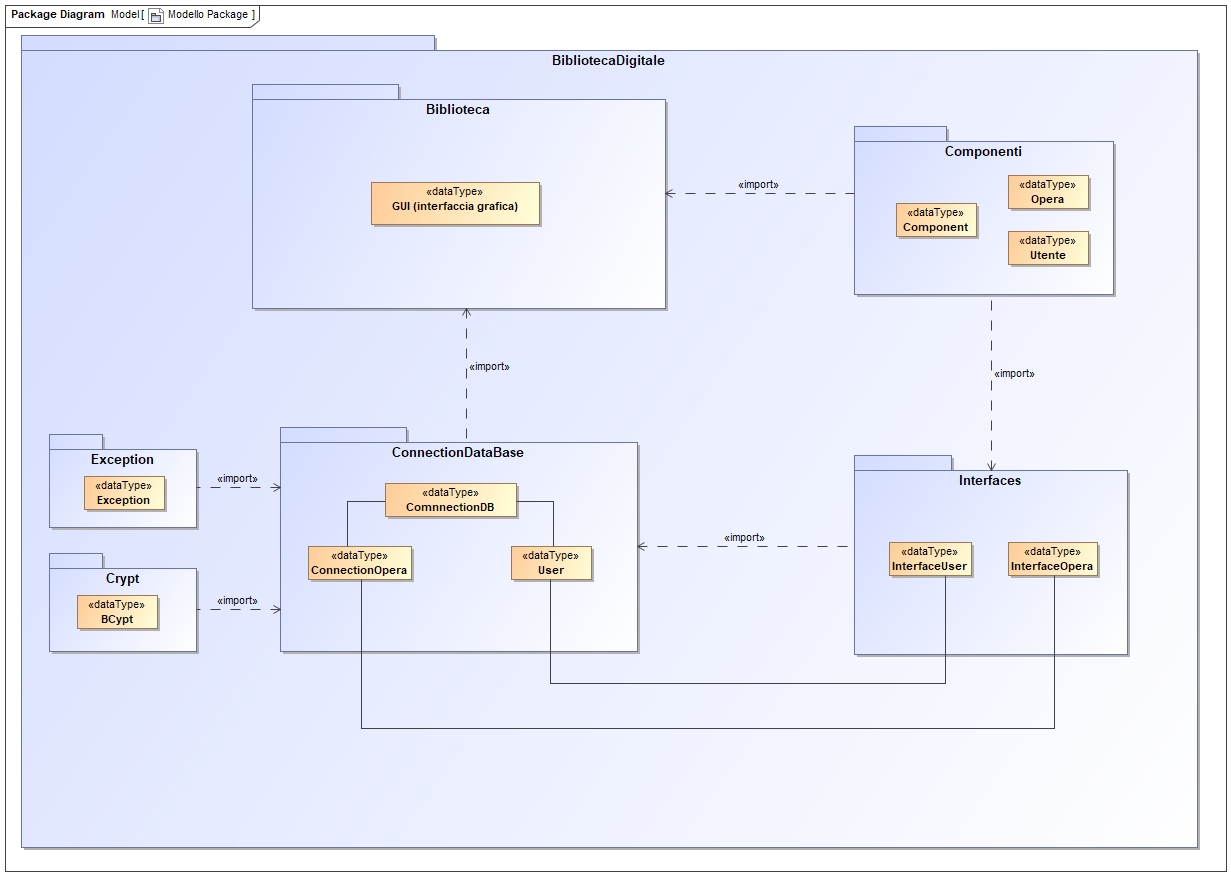 Package Diagram Model[ Modello Package ]
BibliotecaDigitale
Biblioteca
«dataType»
GUI (interfaccia grafica)
«import»
Componenti
«dataType»
Opera
«dataType»
Component
«dataType»
Utente
«import»
«import»
Exception
«dataType»
Exception
«import»
Crypt
«dataType»
BCypt
«import»
ConnectionDataBase
«dataType»
ComnnectionDB
«dataType»
ConnectionOpera
«dataType»
User
«import»
Interfaces
«dataType»
InterfaceUser
«dataType»
InterfaceOpera